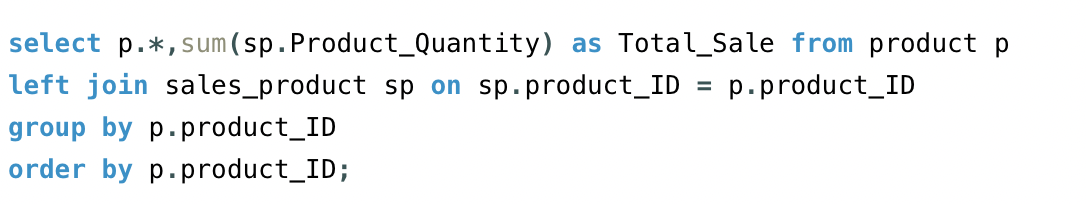 select p.*,sum(sp.Product_Quantity) as Total_Sale from product p
left join sales_product sp on sp.product_ID = p.product_ID
group by p.product_ID
order by p.product_ID;